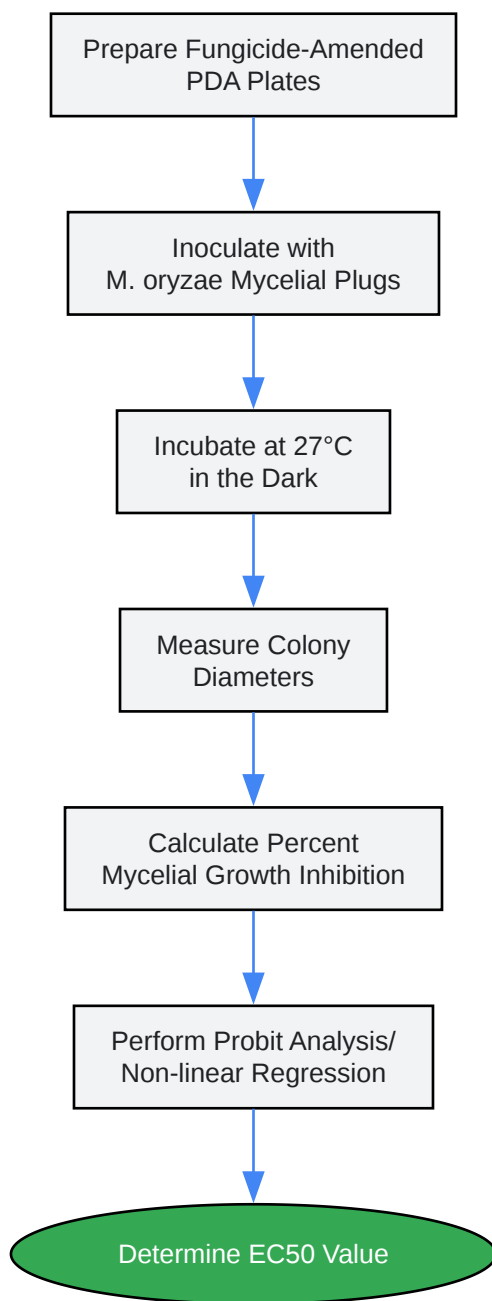 Prepare Fungicide-Amended
PDA Plates
Inoculate with
M. oryzae Mycelial Plugs
Incubate at 27°C
in the Dark
Measure Colony
Diameters
Calculate Percent
Mycelial Growth Inhibition
Perform Probit Analysis/
Non-linear Regression
Determine EC50 Value